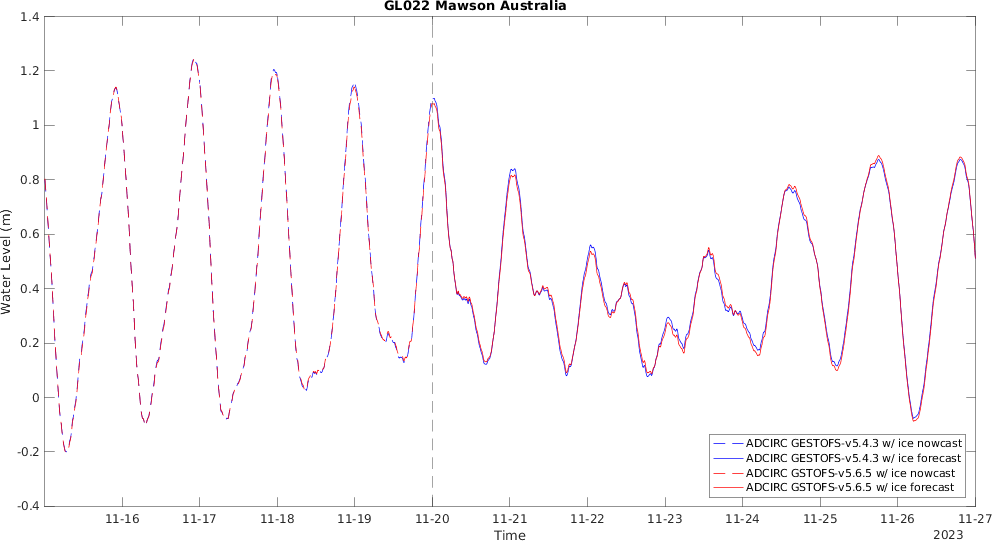 GL022 Mawson Australia
1.4
1.2
1
0.8
0.6
0.4
0.2
0
-0.2
-0.4
Water Level (m)
11-16 11-17 11-18 11-19 11-20 11-21 11-22 11-23 11-24 11-25 11-26 11-27
Time
2023
ADCIRC GESTOFS-v5.4.3 w/ ice nowcast
ADCIRC GESTOFS-v5.4.3 w/ ice forecast
ADCIRC GSTOFS-v5.6.5 w/ ice nowcast
ADCIRC GSTOFS-v5.6.5 w/ ice forecast